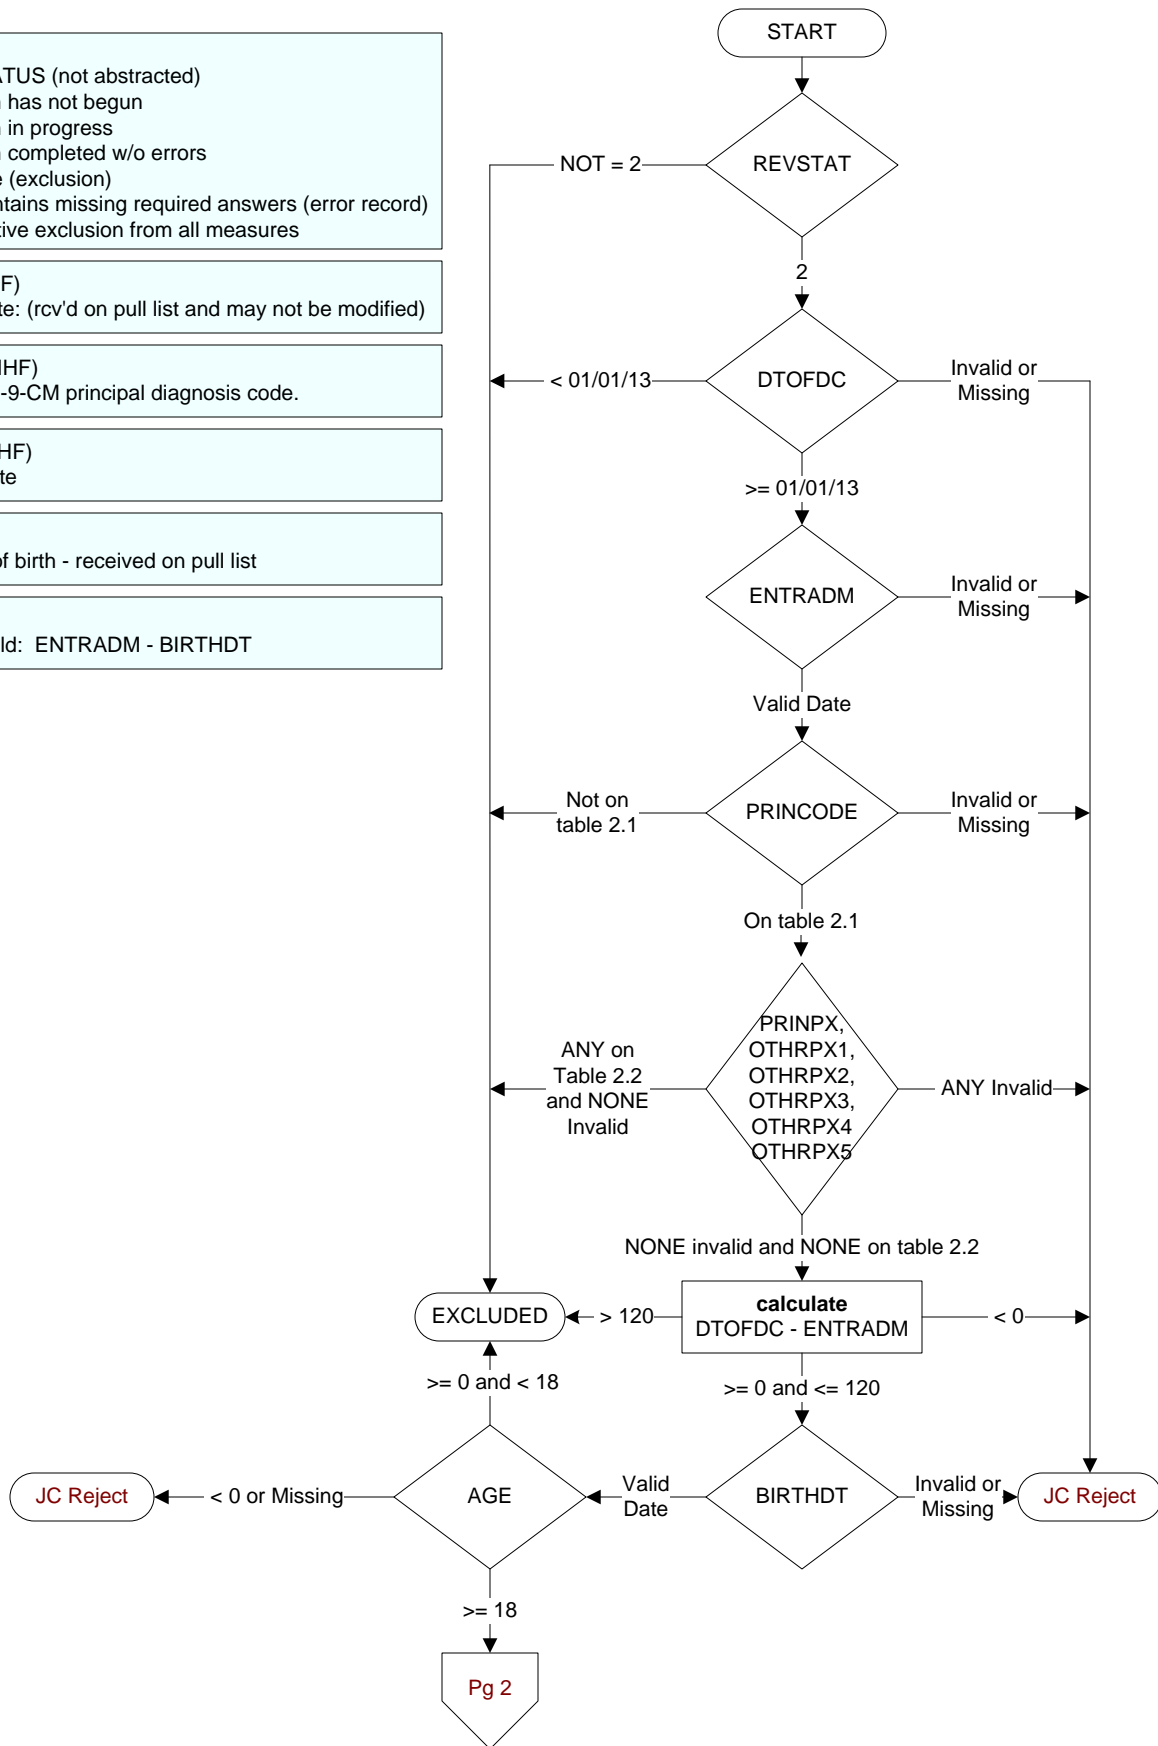 ATUS (not abstracted)
has not begun
in progress
completed w/o errors
(exclusion)
ntains missing required answers (error record)
tive exclusion from all measures
F)
te: (rcv'd on pull list and may not be modified)
HF)
-9-CM principal diagnosis code.
HF)
te
of birth - received on pull list
ld: ENTRADM - BIRTHDT
START
NOT = 2
REVSTAT
2
< 01/01/13
DTOFDC
Invalid or
Missing
>= 01/01/13
ENTRADM
Invalid or
Missing
Valid Date
Not on
table 2.1
PRINCODE
Invalid or
Missing
On table 2.1
ANY on
Table 2.2
and NONE
Invalid
PRINPX,
OTHRPX1,
OTHRPX2,
OTHRPX3,
OTHRPX4
OTHRPX5
ANY Invalid
NONE invalid and NONE on table 2.2
EXCLUDED
> 120
calculate
DTOFDC - ENTRADM
< 0
>= 0 and < 18
>= 0 and <= 120
JC Reject
< 0 or Missing
AGE
Valid
Date
BIRTHDT
Invalid or
Missing
JC Reject
>= 18
Pg 2